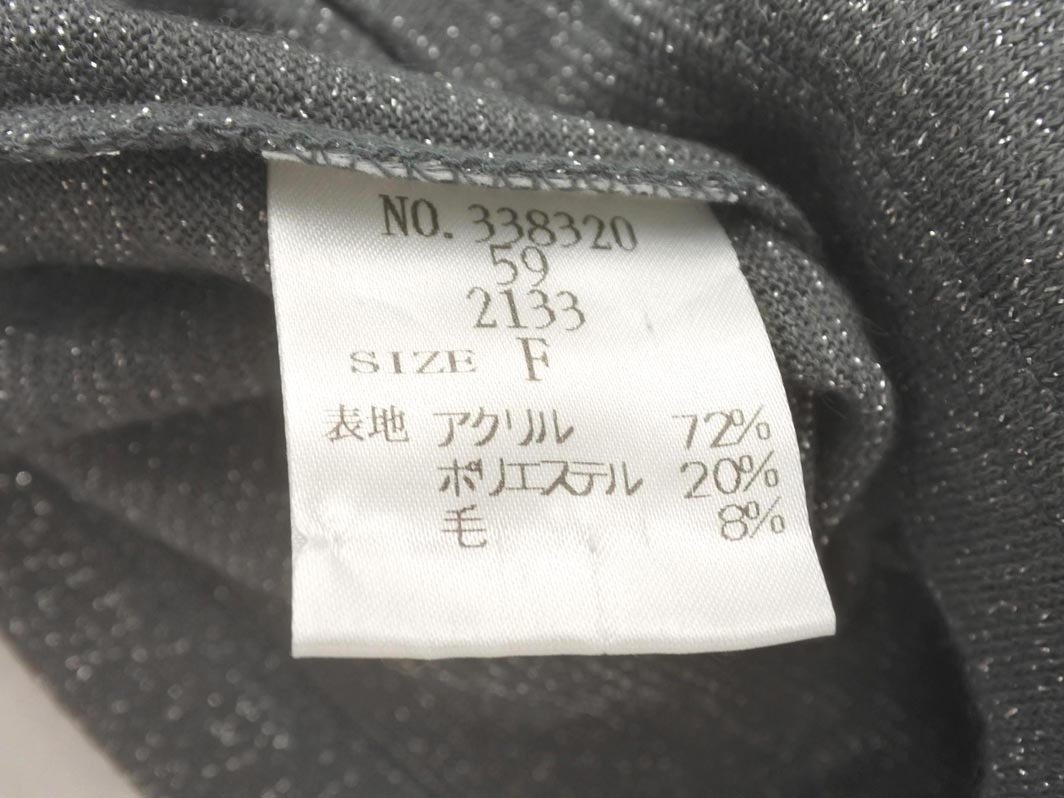 NO. 338320
59
2133
SIZE F
表地 アクリル 72%
ポリエステル 20%
毛 8%